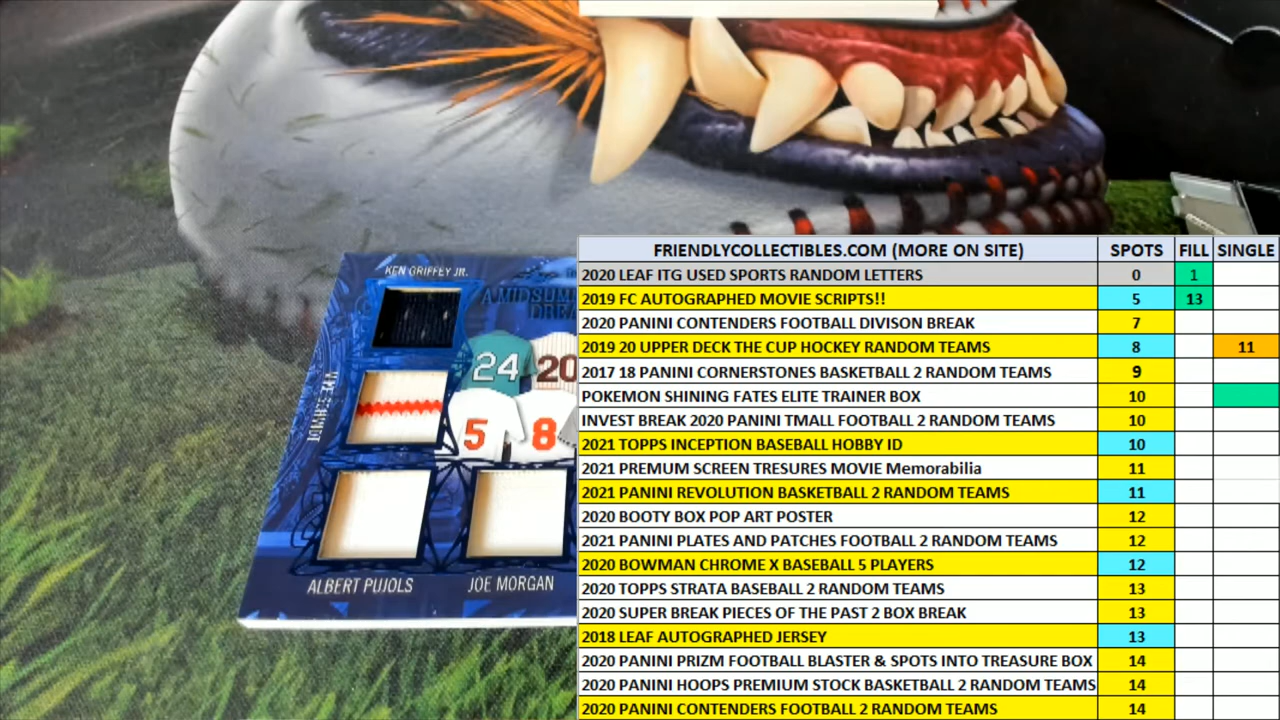 KEN GRIFFEY JR.
24
20
MIKE SCHMIDT
5
8
ALBERT PUJOLS
JOE MORGAN
FRIENDLYCOLLECTIBLES.COM (MORE ON SITE) SPOTS FILL SINGLE
2020 LEAF ITG USED SPORTS RANDOM LETTERS 0 1
2019 FC AUTOGRAPHED MOVIE SCRIPTS!! 5 13
2020 PANINI CONTENDERS FOOTBALL DIVISON BREAK 7
2019 20 UPPER DECK THE CUP HOCKEY RANDOM TEAMS 8 11
2017 18 PANINI CORNERSTONES BASKETBALL 2 RANDOM TEAMS 9
POKEMON SHINING FATES ELITE TRAINER BOX 10
INVEST BREAK 2020 PANINI TMALL FOOTBALL 2 RANDOM TEAMS 10
2021 TOPPS INCEPTION BASEBALL HOBBY ID 10
2021 PREMUM SCREEN TRESURES MOVIE Memorabilia 11
2021 PANINI REVOLUTION BASKETBALL 2 RANDOM TEAMS 11
2020 BOOTY BOX POP ART POSTER 12
2021 PANINI PLATES AND PATCHES FOOTBALL 2 RANDOM TEAMS 12
2020 BOWMAN CHROME X BASEBALL 5 PLAYERS 12
2020 TOPPS STRATA BASEBALL 2 RANDOM TEAMS 13
2020 SUPER BREAK PIECES OF THE PAST 2 BOX BREAK 13
2018 LEAF AUTOGRAPHED JERSEY 13
2020 PANINI PRIZM FOOTBALL BLASTER & SPOTS INTO TREASURE BOX 14
2020 PANINI HOOPS PREMIUM STOCK BASKETBALL 2 RANDOM TEAMS 14
2020 PANINI CONTENDERS FOOTBALL 2 RANDOM TEAMS 14